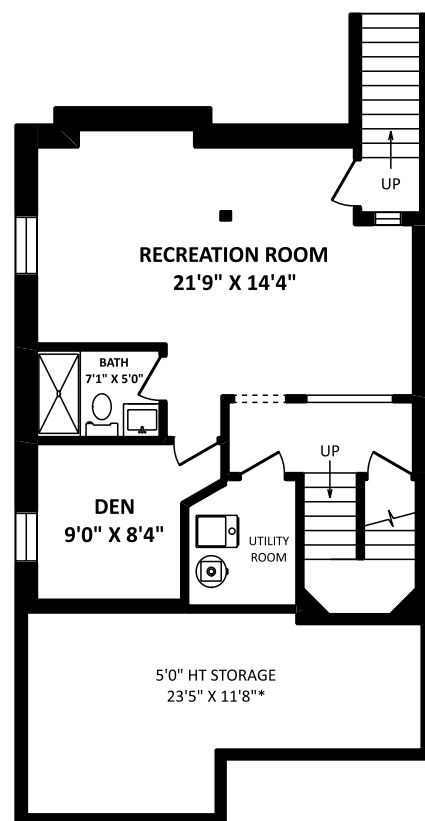 UP
RECREATION ROOM
21'9" X 14'4"
BATH
7'1" X 5'0"
UP
DEN
9'0" X 8'4"
UTILITY
ROOM
5'0" HT STORAGE
23'5" X 11'8"*